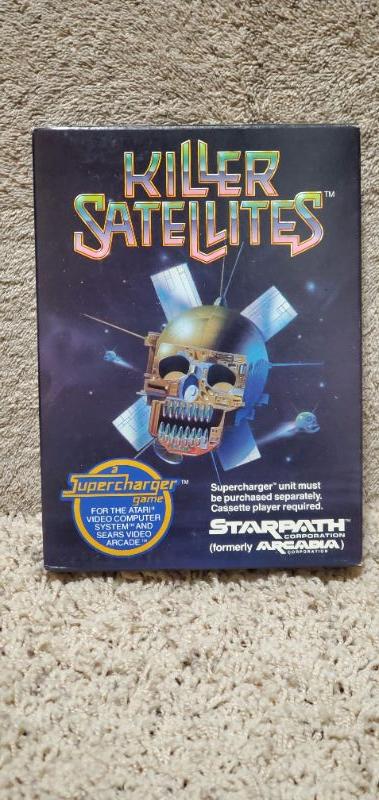 KILLER
SATELLITES™
a
Supercharger™
game
FOR THE ATARI®
VIDEO COMPUTER
SYSTEM™ AND
SEARS VIDEO
ARCADE™
Supercharger™ unit must
be purchased separately.
Cassette player required.
STARPATH™
CORPORATION
(formerly ARCADIA)
CORPORATION